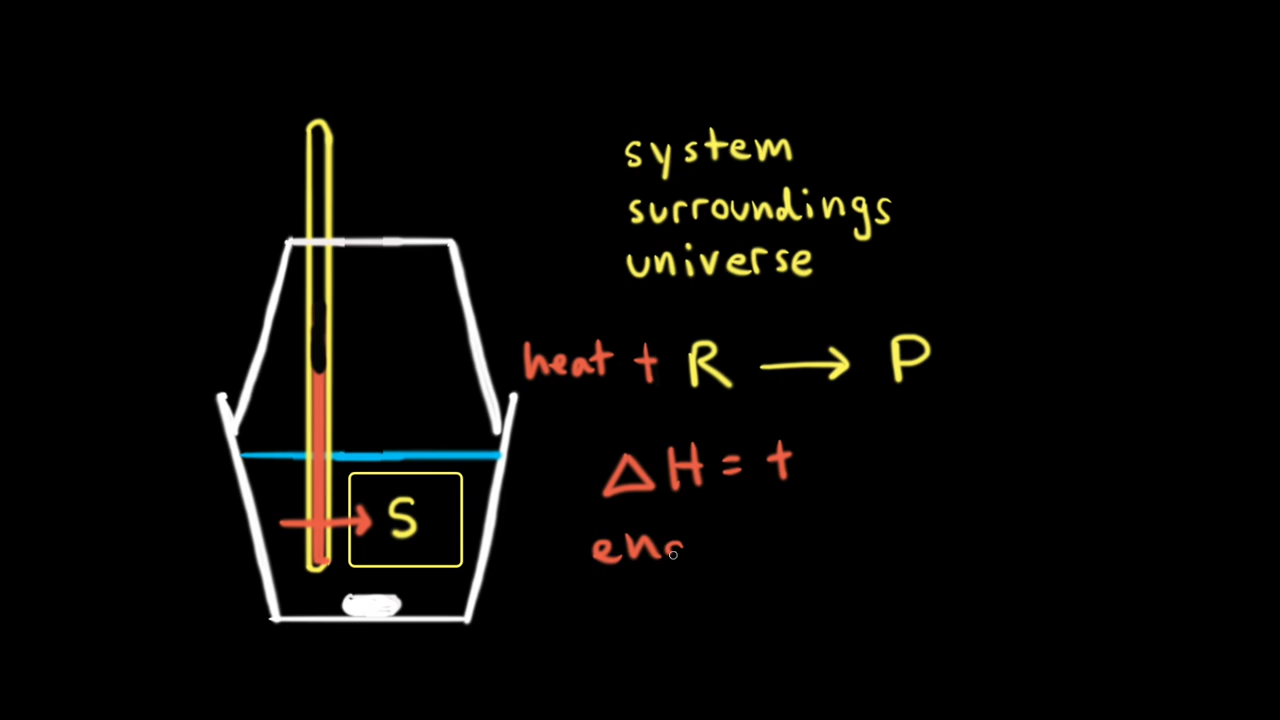 system
surroundings
universe
heat + R → P
ΔH = +
S